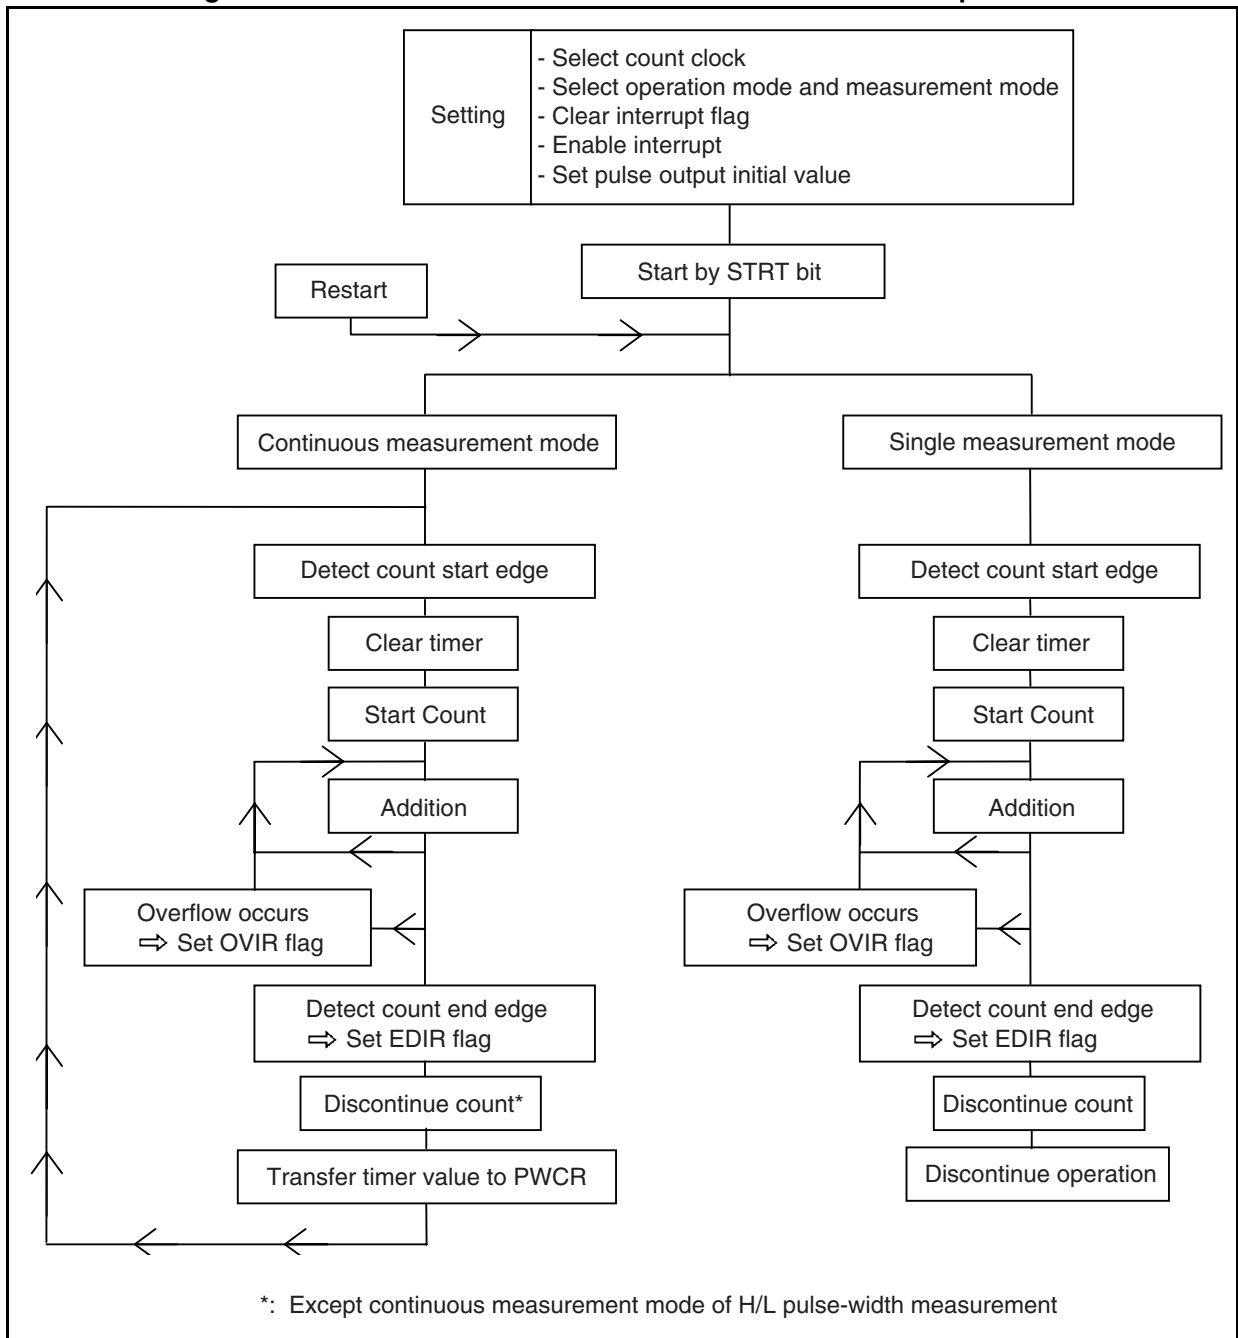 Setting
- Select count clock
- Select operation mode and measurement mode
- Clear interrupt flag
- Enable interrupt
- Set pulse output initial value
Start by STRT bit
Restart
Continuous measurement mode
Detect count start edge
Clear timer
Start Count
Addition
Overflow occurs
⇨ Set OVIR flag
Detect count end edge
⇨ Set EDIR flag
Discontinue count*
Transfer timer value to PWCR
Single measurement mode
Detect count start edge
Clear timer
Start Count
Addition
Overflow occurs
⇨ Set OVIR flag
Detect count end edge
⇨ Set EDIR flag
Discontinue count
Discontinue operation
*: Except continuous measurement mode of H/L pulse-width measurement